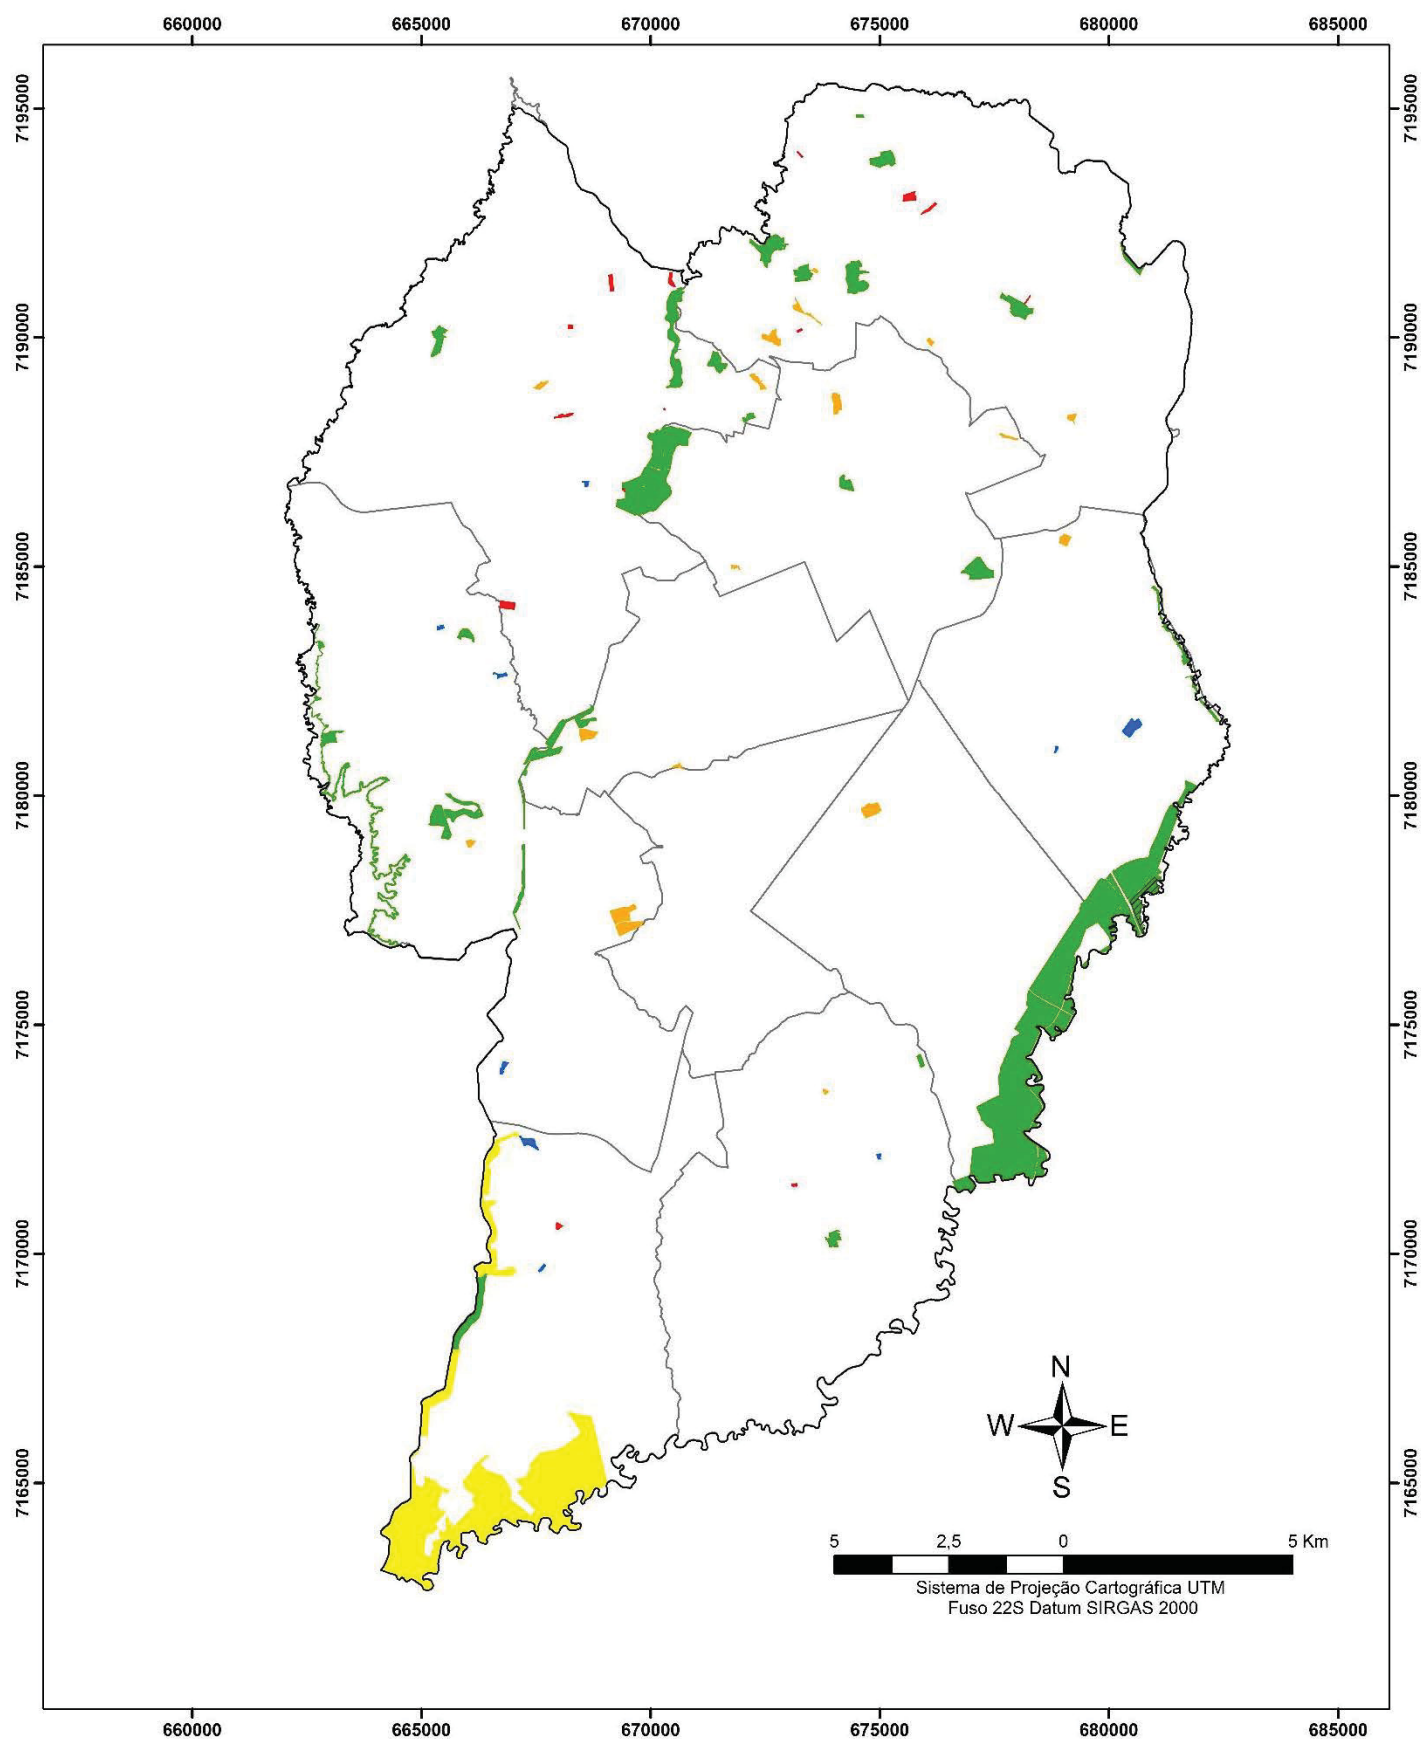 660000 665000 670000 675000 680000 685000
7195000 7195000
7190000 7190000
7185000 7185000
7180000 7180000
7175000 7175000
7170000 7170000
N
W E
S
7165000 7165000
5 2,5 0 5 Km
Sistema de Projeção Cartográfica UTM
Fuso 22S Datum SIRGAS 2000
660000 665000 670000 675000 680000 685000